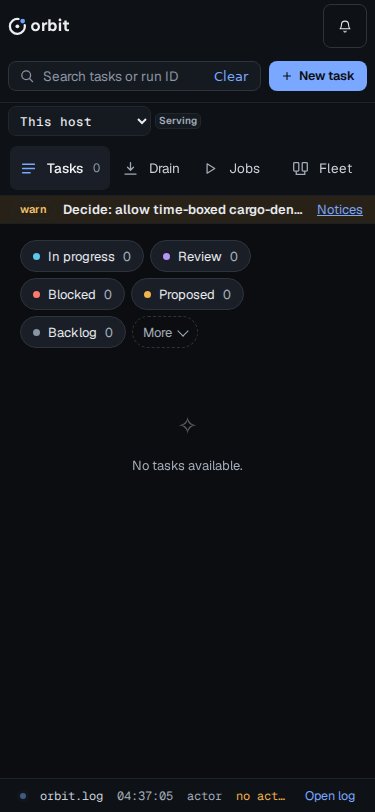 orbit
Search tasks or run ID Clear + New task
This host Serving
Tasks 0 Drain Jobs Fleet
warn Decide: allow time-boxed cargo-den... Notices
In progress 0 Review 0
Blocked 0 Proposed 0
Backlog 0 More
No tasks available.
orbit.log 04:37:05 actor no act… Open log